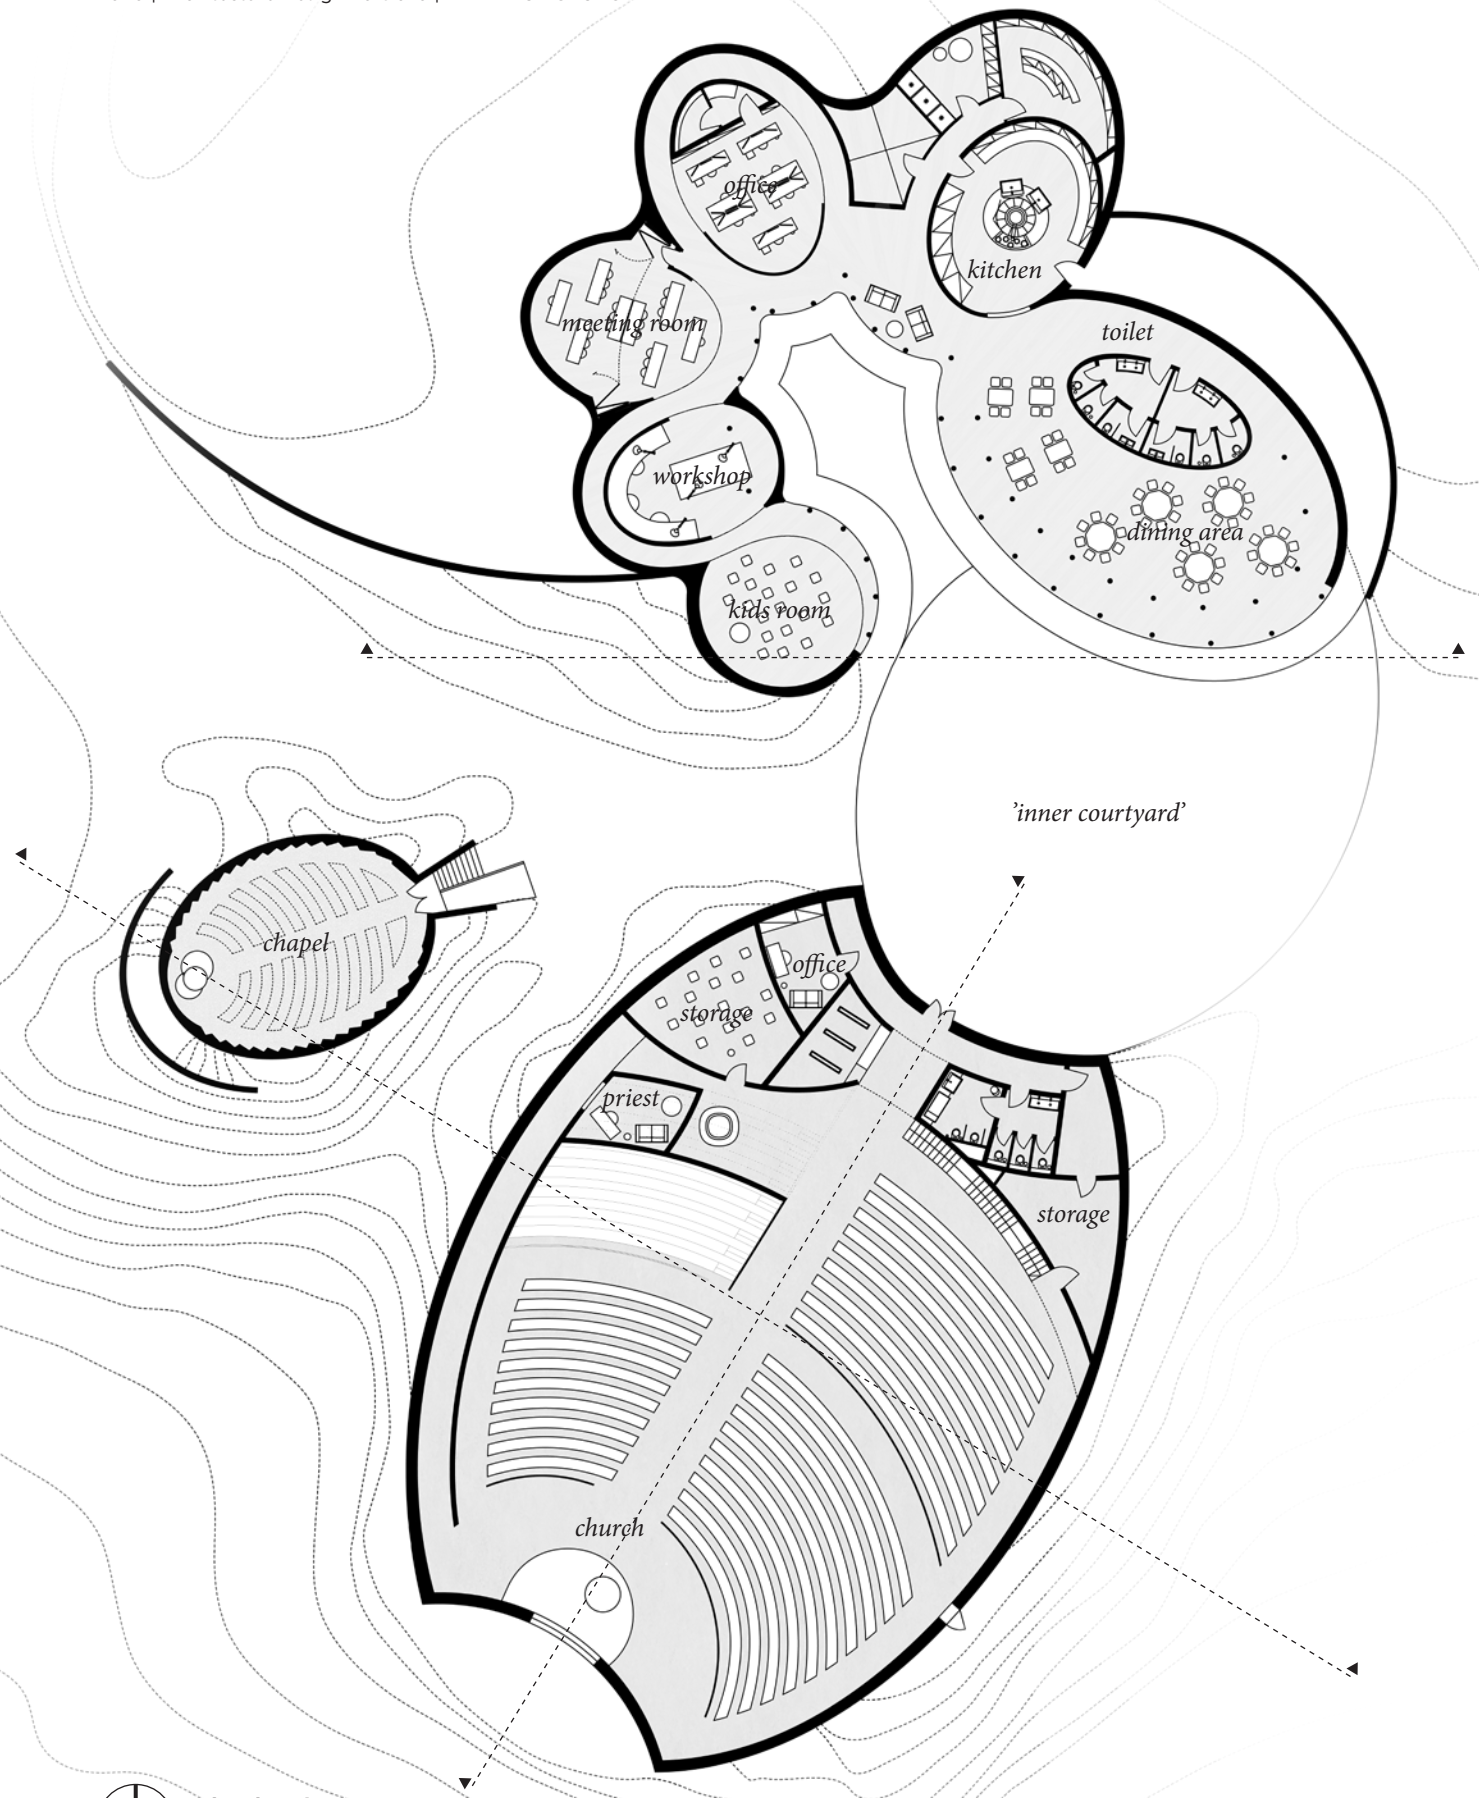 office
kitchen
meeting room
toilet
workshop
dining area
kids room
'inner courtyard'
chapel
office
storage
priest
storage
church